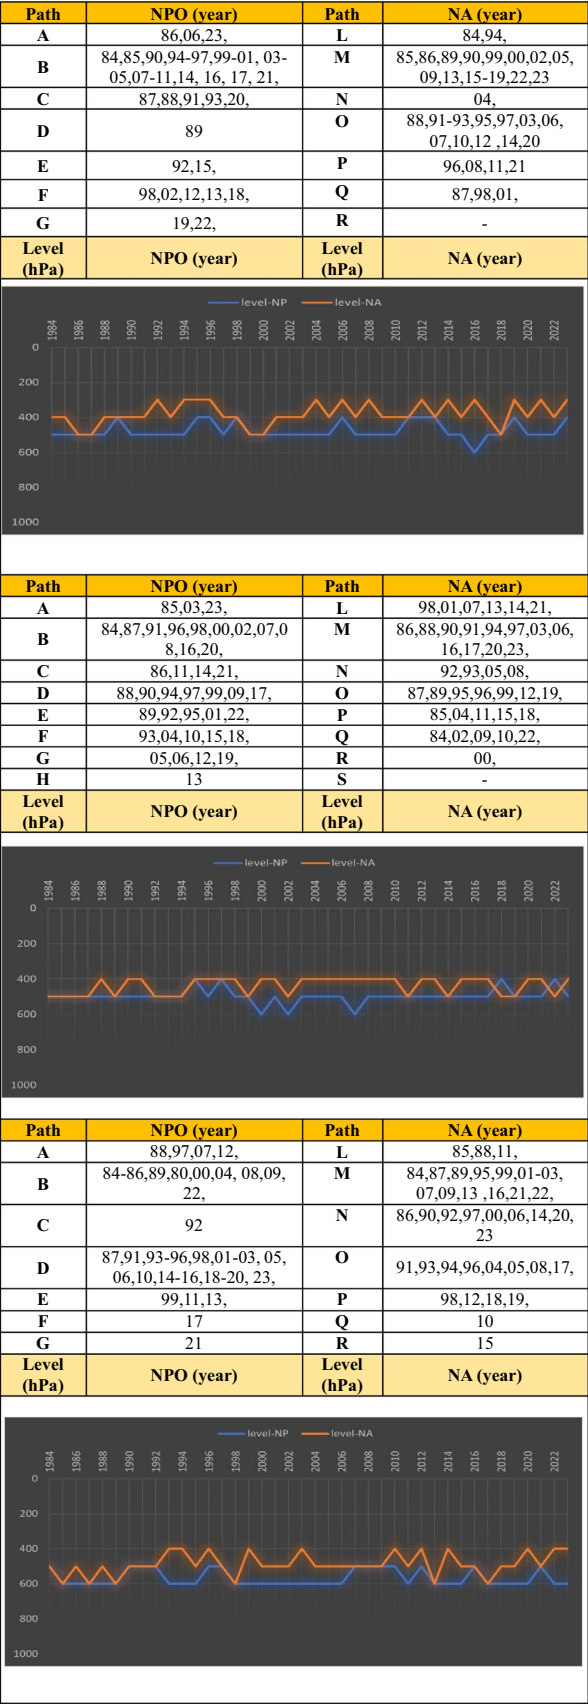 Path NPO (year) Path NA (year)
A 86,06,23, L 84,94,
B 84,85,90,94-97,99-01, 03- M 85,86,89,90,99,00,02,05,
05,07-11,14, 16, 17, 21, 09,13,15-19,22,23
C 87,88,91,93,20, N 04,
D 89 O 88,91-93,95,97,03,06,
07,10,12 ,14,20
E 92,15, P 96,08,11,21
F 98,02,12,13,18, Q 87,98,01,
G 19,22, R -
Level NPO (year) Level NA (year)
(hPa) (hPa)
level-NP level-NA
1984 1986 1988 1990 1992 1994 1996 1998 2000 2002 2004 2006 2008 2010 2012 2014 2016 2018 2020 2022
0
200
400
600
800
1000
Path NPO (year) Path NA (year)
A 85,03,23, L 98,01,07,13,14,21,
B 84,87,91,96,98,00,02,07,0 M 86,88,90,91,94,97,03,06,
8,16,20, 16,17,20,23,
C 86,11,14,21, N 92,93,05,08,
D 88,90,94,97,99,09,17, O 87,89,95,96,99,12,19,
E 89,92,95,01,22, P 85,04,11,15,18,
F 93,04,10,15,18, Q 84,02,09,10,22,
G 05,06,12,19, R 00,
H 13 S -
Level NPO (year) Level NA (year)
(hPa) (hPa)
level-NP level-NA
1984 1986 1988 1990 1992 1994 1996 1998 2000 2002 2004 2006 2008 2010 2012 2014 2016 2018 2020 2022
0
200
400
600
800
1000
Path NPO (year) Path NA (year)
A 88,97,07,12, L 85,88,11,
B 84-86,89,80,00,04, 08,09, M 84,87,89,95,99,01-03,
22, 07,09,13 ,16,21,22,
C 92 N 86,90,92,97,00,06,14,20,
23
D 87,91,93-96,98,01-03, 05, O 91,93,94,96,04,05,08,17,
06,10,14-16,18-20, 23,
E 99,11,13, P 98,12,18,19,
F 17 Q 10
G 21 R 15
Level NPO (year) Level NA (year)
(hPa) (hPa)
level-NP level-NA
1984 1986 1988 1990 1992 1994 1996 1998 2000 2002 2004 2006 2008 2010 2012 2014 2016 2018 2020 2022
0
200
400
600
800
1000